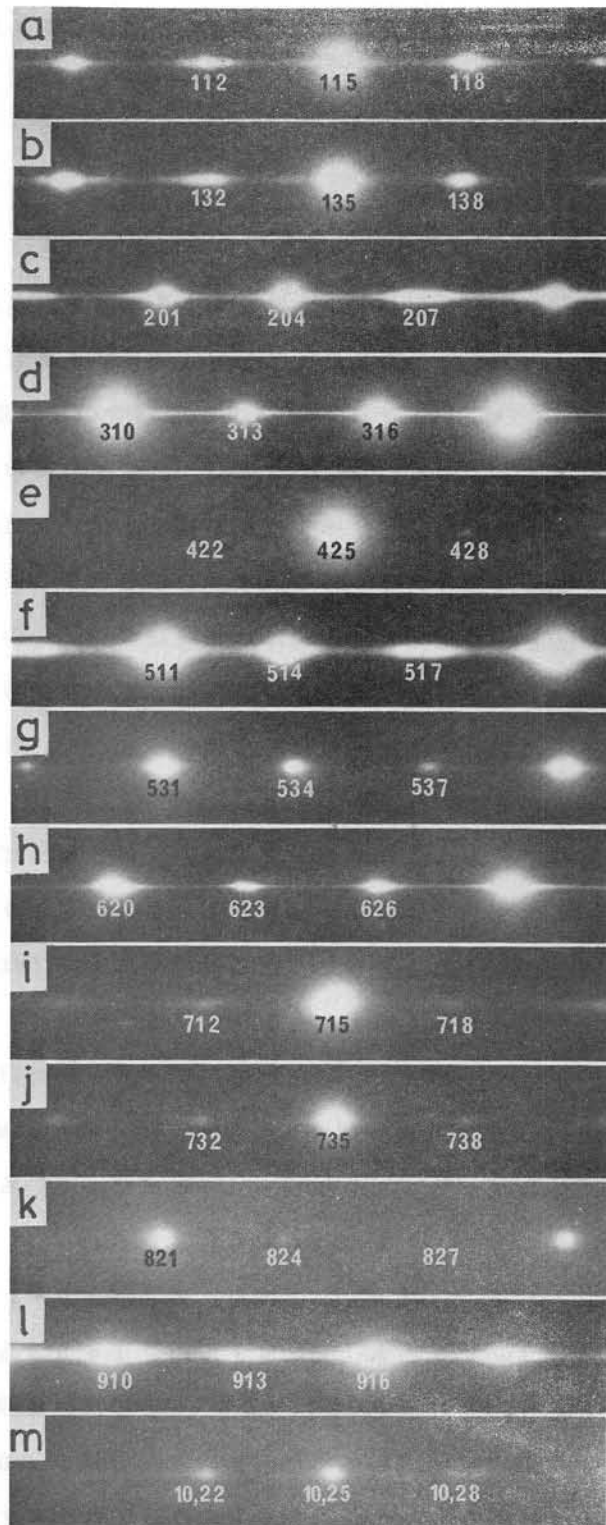 a
112 115 118
b
132 135 138
c
201 204 207
d
310 313 316
e
422 425 428
f
511 514 517
g
531 534 537
h
620 623 626
i
712 715 718
j
732 735 738
k
821 824 827
l
910 913 916
m
10,22 10,25 10,28